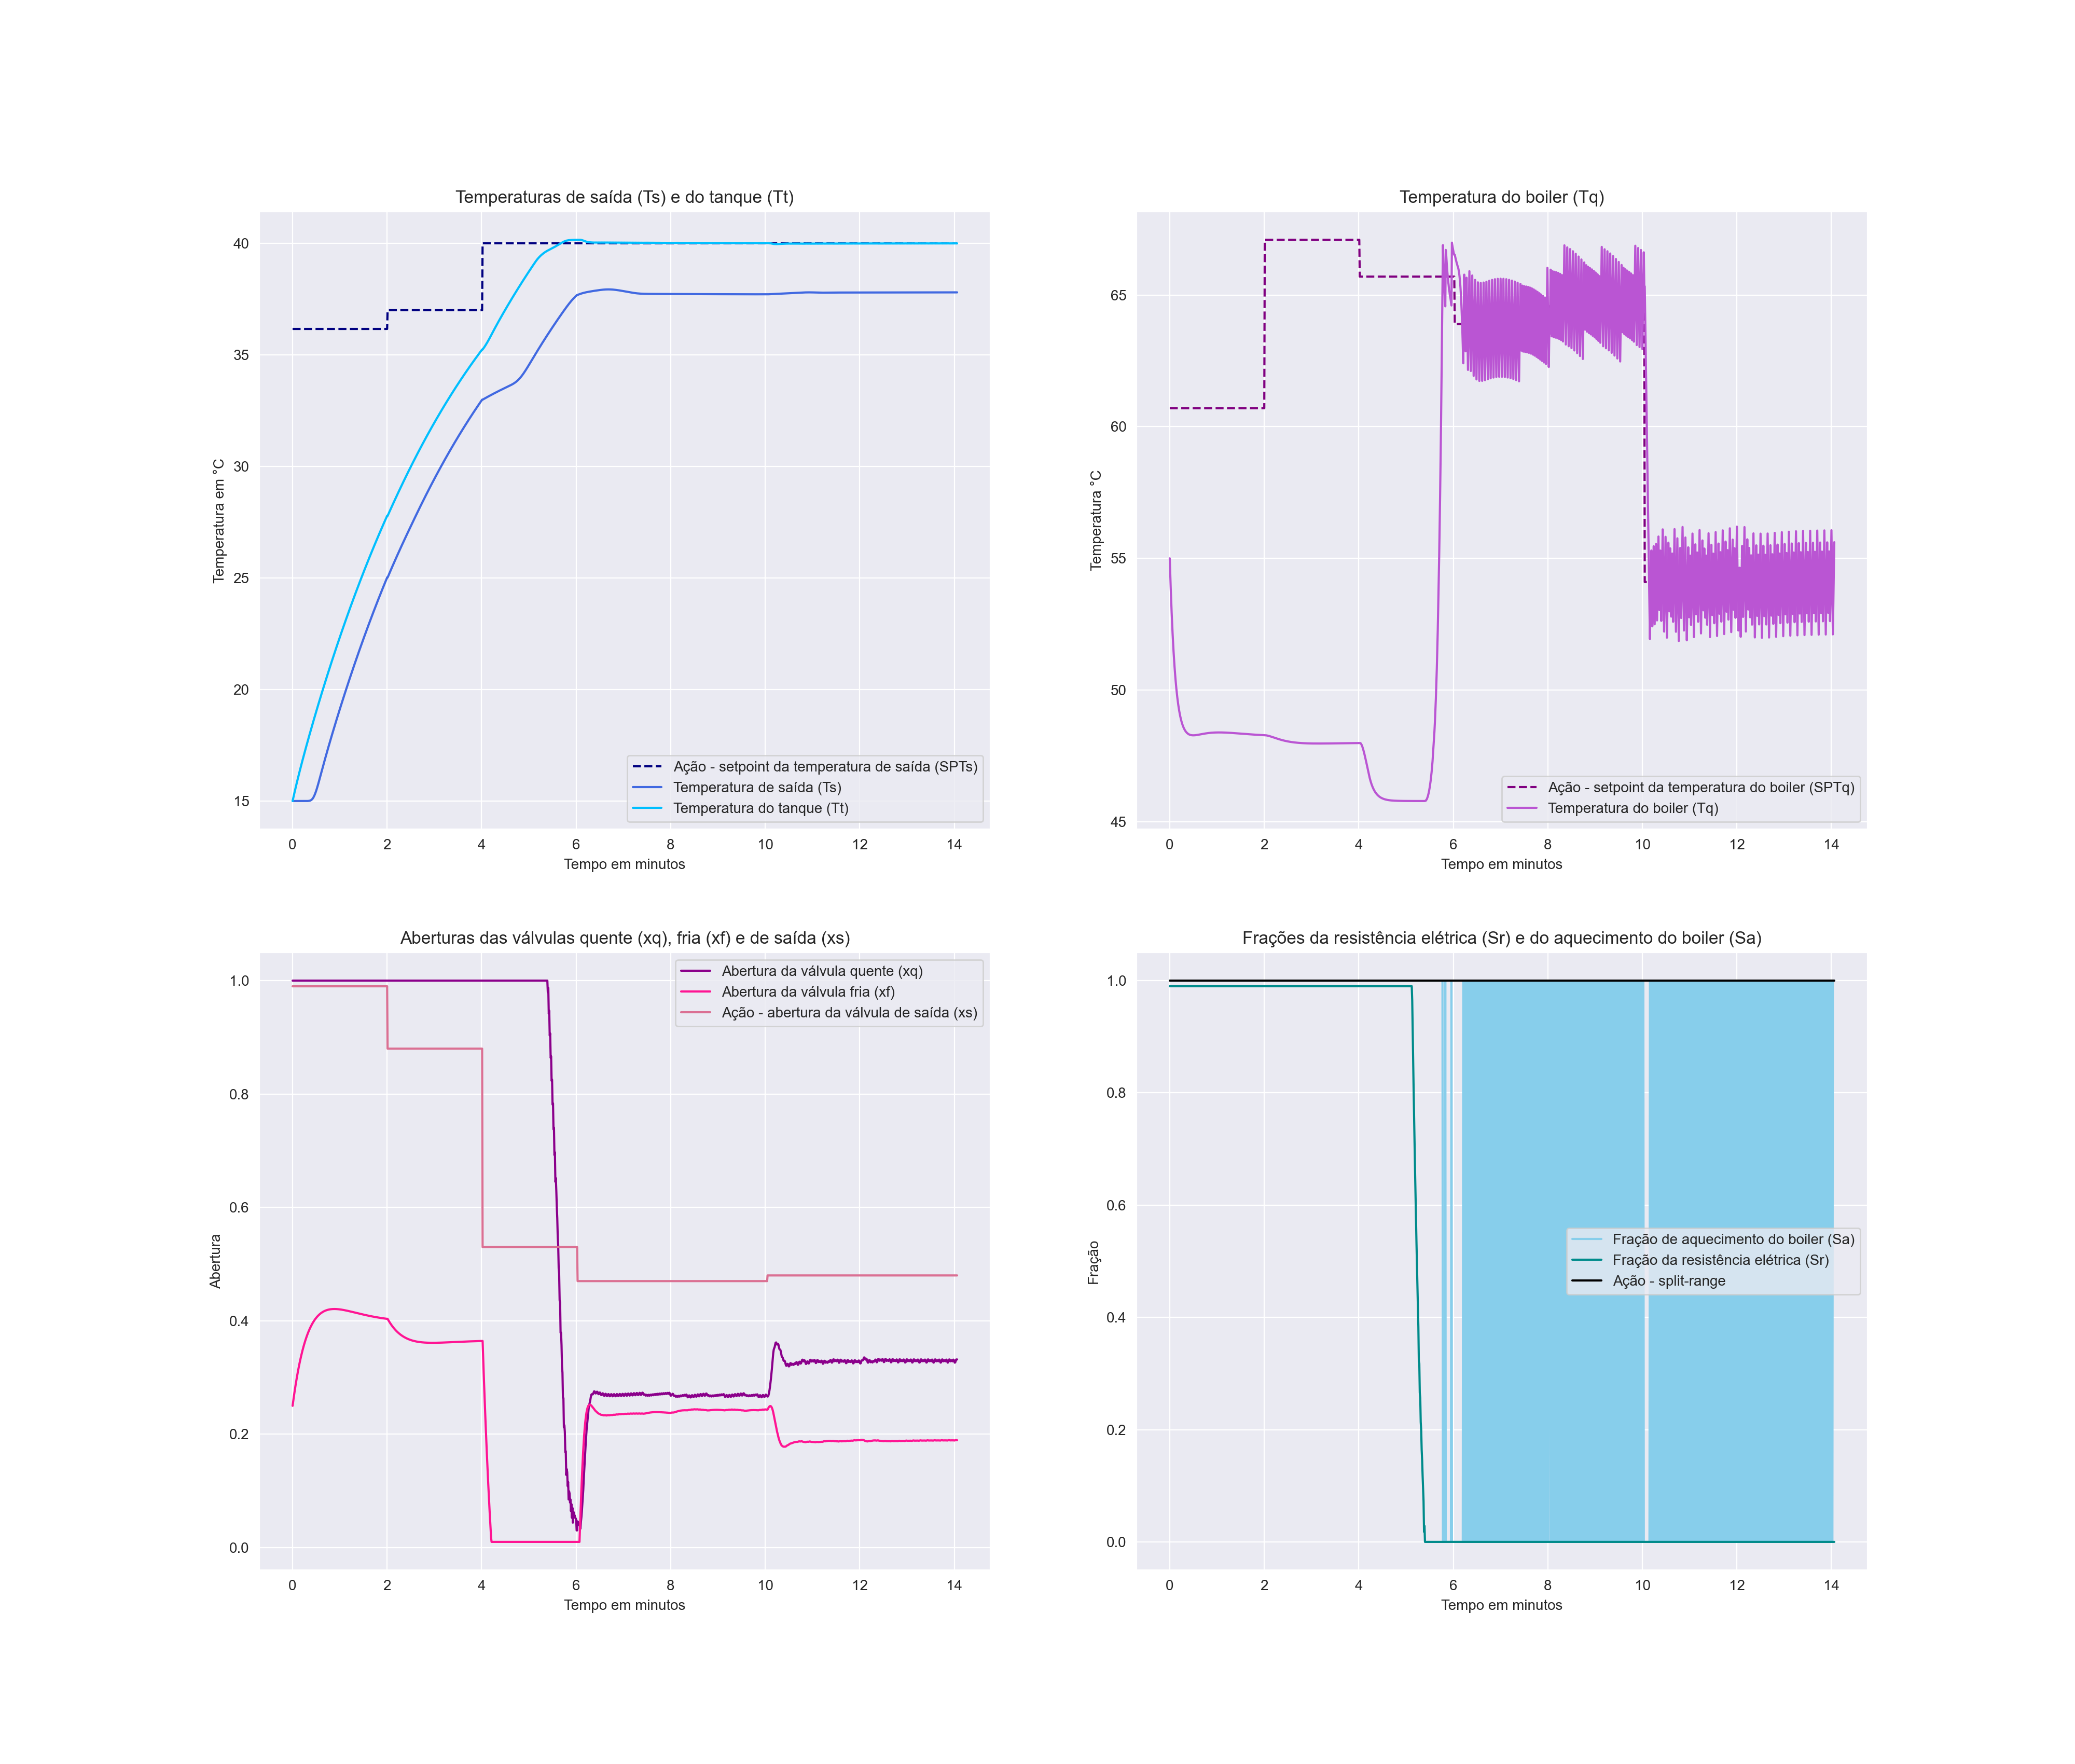 Temperaturas de saída (Ts) e do tanque (Tt)
Temperatura em °C
40
35
30
25
20
15
Ação - setpoint da temperatura de saída (SPTs)
Temperatura de saída (Ts)
Temperatura do tanque (Tt)
0 2 4 6 8 10 12 14
Tempo em minutos
Temperatura do boiler (Tq)
Temperatura °C
65
60
55
50
45
Ação - setpoint da temperatura do boiler (SPTq)
Temperatura do boiler (Tq)
0 2 4 6 8 10 12 14
Tempo em minutos
Aberturas das válvulas quente (xq), fria (xf) e de saída (xs)
Abertura
1.0
0.8
0.6
0.4
0.2
0.0
Abertura da válvula quente (xq)
Abertura da válvula fria (xf)
Ação - abertura da válvula de saída (xs)
0 2 4 6 8 10 12 14
Tempo em minutos
Frações da resistência elétrica (Sr) e do aquecimento do boiler (Sa)
Fração
1.0
0.8
0.6
0.4
0.2
0.0
Fração de aquecimento do boiler (Sa)
Fração da resistência elétrica (Sr)
Ação - split-range
0 2 4 6 8 10 12 14
Tempo em minutos